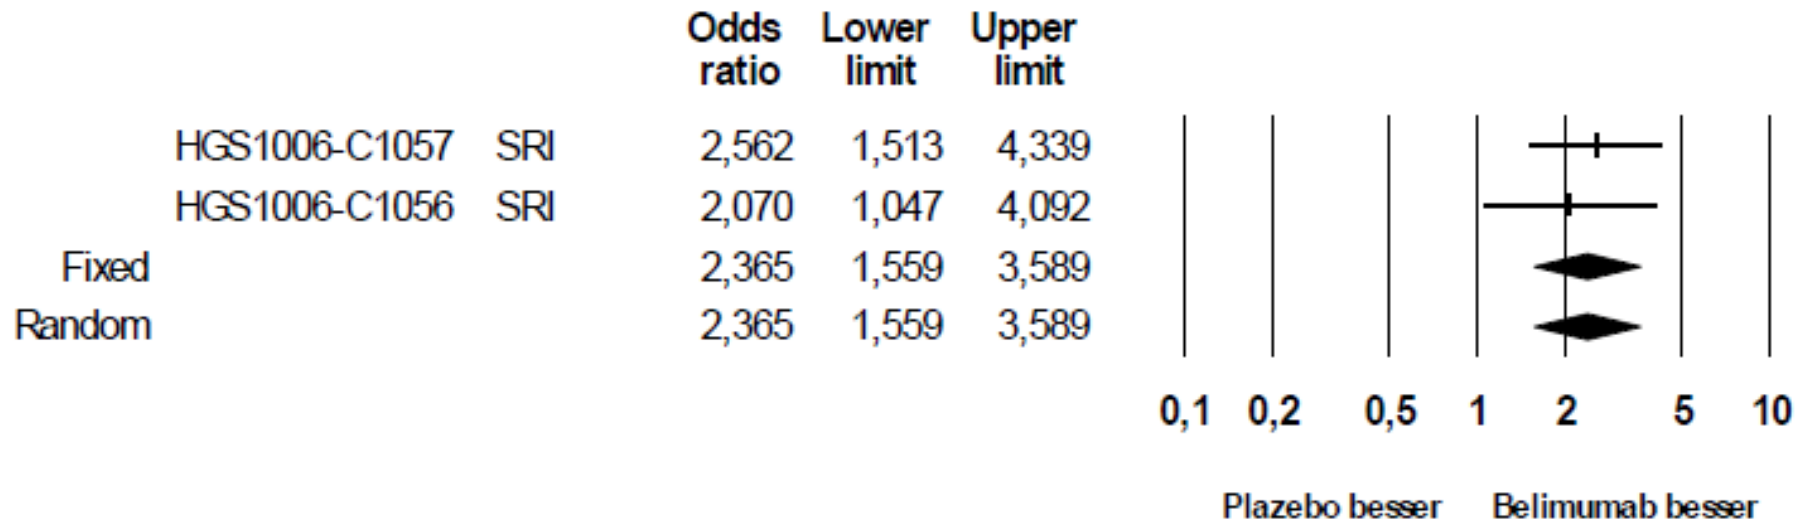 Odds Lower Upper
ratio limit limit
HGS1006-C1057 SRI 2,562 1,513 4,339
HGS1006-C1056 SRI 2,070 1,047 4,092
Fixed 2,365 1,559 3,589
Random 2,365 1,559 3,589
0,1 0,2 0,5 1 2 5 10
Plazebo besser Belimumab besser